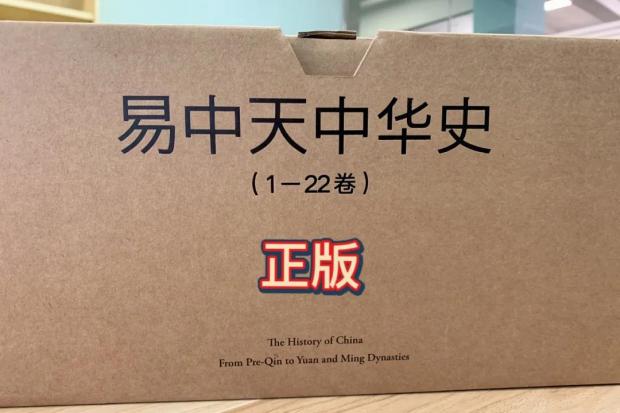 易中天中华史
(1－22卷)
正版
The History of China
From Pre-Qin to Yuan and Ming Dynasties